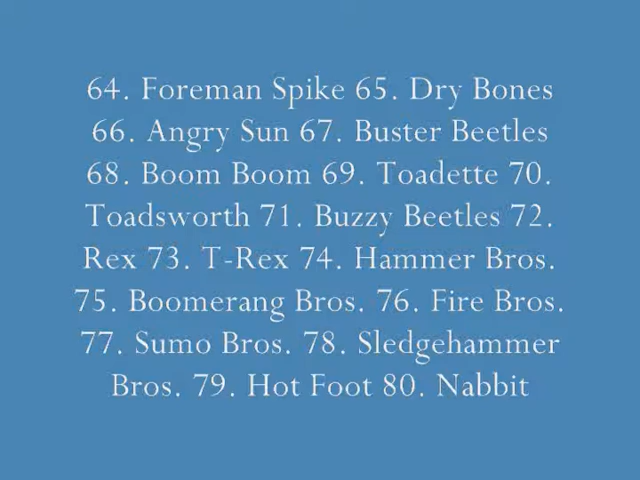 64. Foreman Spike 65. Dry Bones
66. Angry Sun 67. Buster Beetles
68. Boom Boom 69. Toadette 70.
Toadsworth 71. Buzzy Beetles 72.
Rex 73. T-Rex 74. Hammer Bros.
75. Boomerang Bros. 76. Fire Bros.
77. Sumo Bros. 78. Sledgehammer
Bros. 79. Hot Foot 80. Nabbit